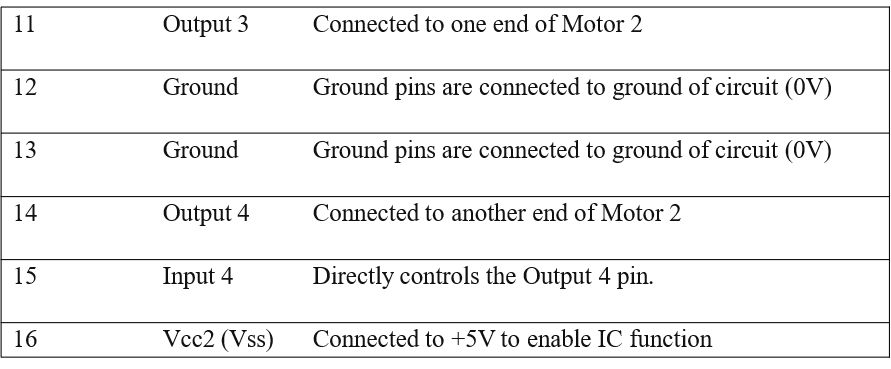 11 Output 3 Connected to one end of Motor 2
12 Ground Ground pins are connected to ground of circuit (0V)
13 Ground Ground pins are connected to ground of circuit (0V)
14 Output 4 Connected to another end of Motor 2
15 Input 4 Directly controls the Output 4 pin.
16 Vcc2 (Vss) Connected to +5V to enable IC function